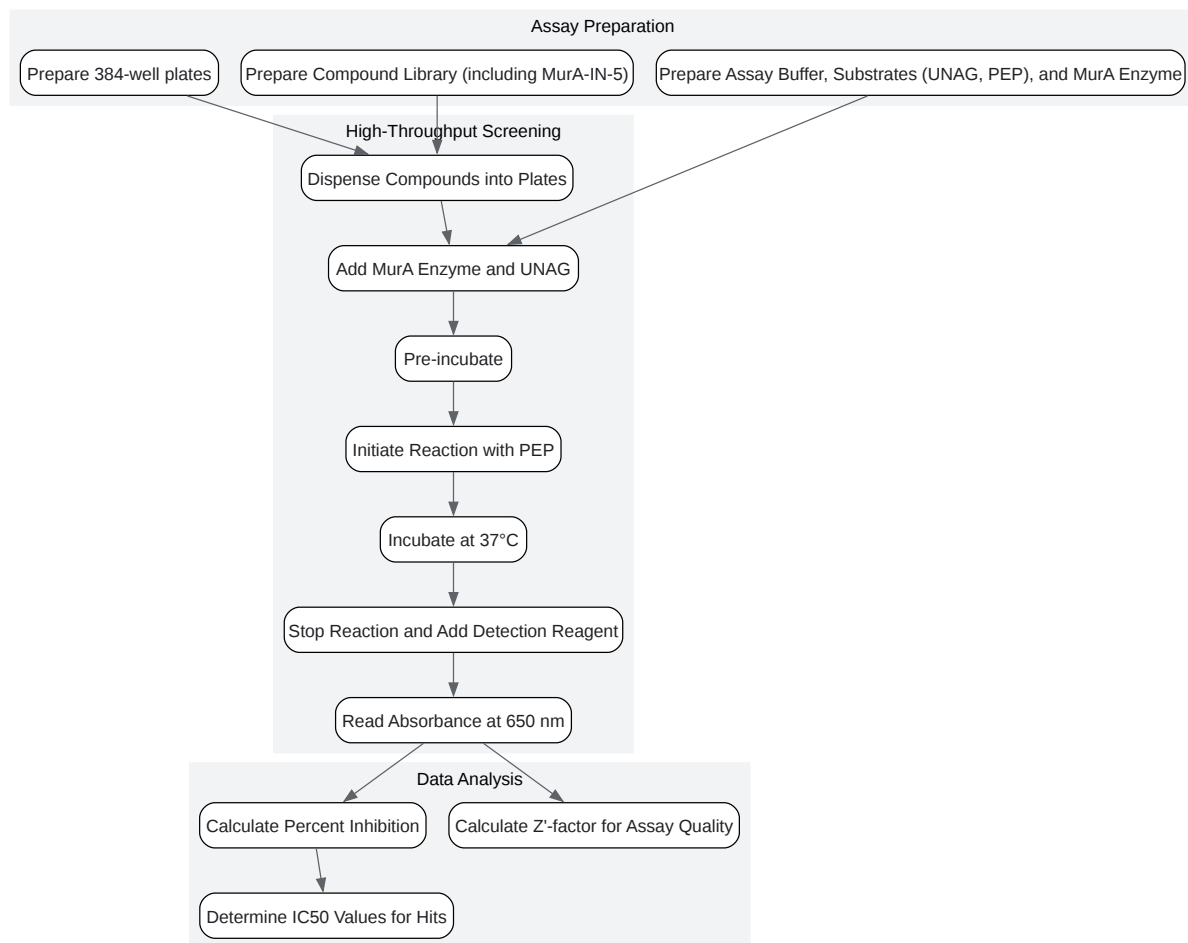 Assay Preparation
Prepare 384-well plates
Prepare Compound Library (including MurA-IN-5)
Prepare Assay Buffer, Substrates (UNAG, PEP), and MurA Enzyme
High-Throughput Screening
Dispense Compounds into Plates
Add MurA Enzyme and UNAG
Pre-incubate
Initiate Reaction with PEP
Incubate at 37°C
Stop Reaction and Add Detection Reagent
Read Absorbance at 650 nm
Data Analysis
Calculate Percent Inhibition
Calculate Z'-factor for Assay Quality
Determine IC50 Values for Hits